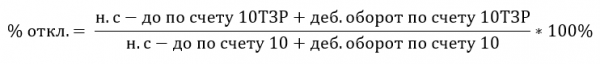 % откл. = н. с − до по счету 10ТЗР + деб. оборот по счету 10ТЗР
н. с − до по счету 10 + деб. оборот по счету 10 * 100%